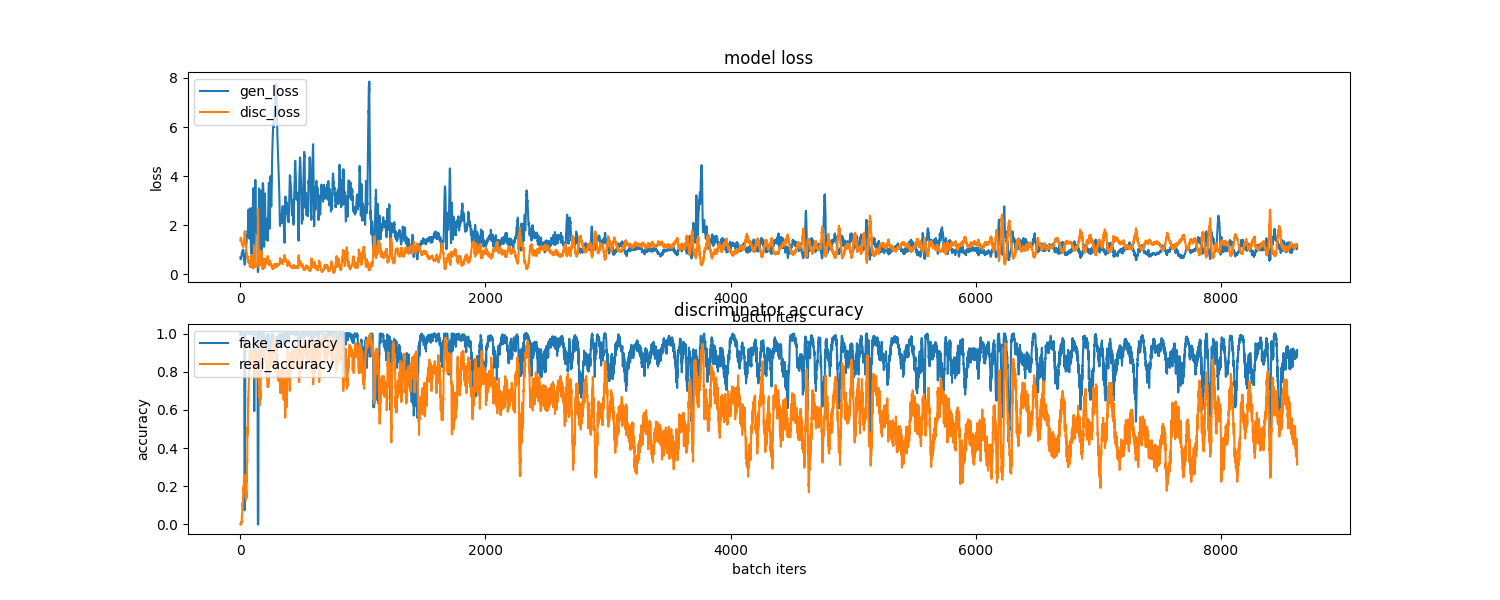 model loss
gen_loss
disc_loss
8
6
4
2
0
loss
0 2000 4000 6000 8000
batch iters
discriminator accuracy
fake_accuracy
real_accuracy
1.0
0.8
0.6
0.4
0.2
0.0
accuracy
0 2000 4000 6000 8000
batch iters